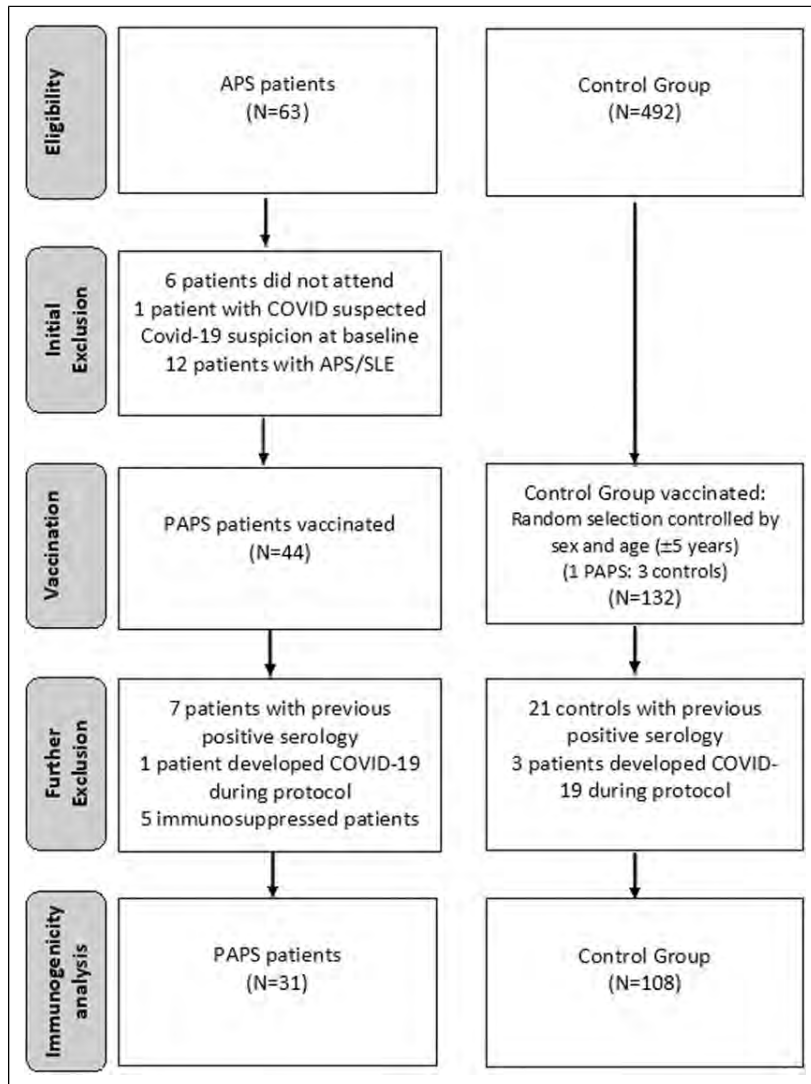 Eligibility
APS patients
(N=63)
Control Group
(N=492)
Initial
Exclusion
6 patients did not attend
1 patient with COVID suspected
Covid-19 suspicion at baseline
12 patients with APS/SLE
Vaccination
PAPS patients vaccinated
(N=44)
Control Group vaccinated:
Random selection controlled by
sex and age (±5 years)
(1 PAPS: 3 controls)
(N=132)
Further
Exclusion
7 patients with previous
positive serology
1 patient developed COVID-19
during protocol
5 immunosuppressed patients
21 controls with previous
positive serology
3 patients developed COVID-
19 during protocol
Immunogenicity
analysis
PAPS patients
(N=31)
Control Group
(N=108)